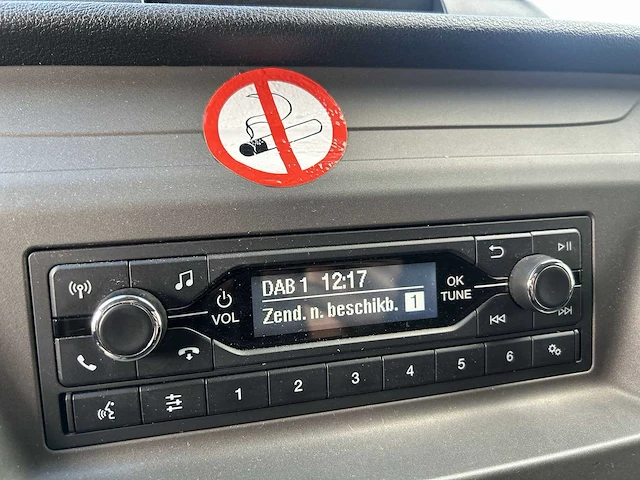 DAB 1 12:17
Zend. n. beschikb. 1
VOL
OK
TUNE
1 2 3 4 5 6